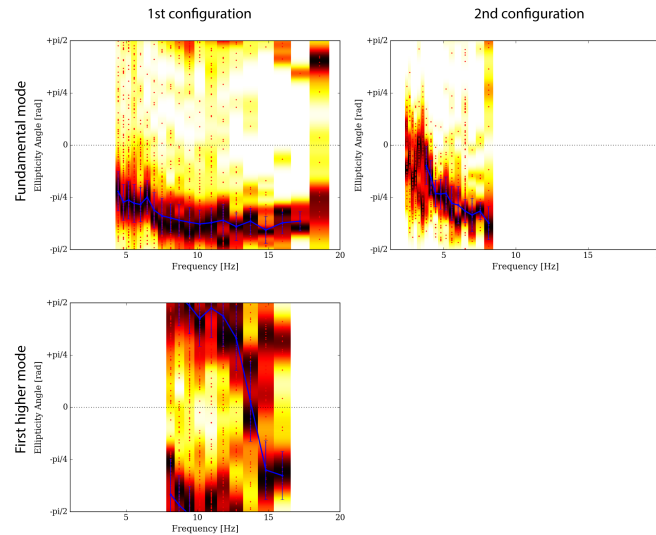 1st configuration
2nd configuration
Fundamental mode
Ellipticity Angle [rad]
+pi/2
+pi/4
0
-pi/4
-pi/2
5
10
15
20
Frequency [Hz]
Ellipticity Angle [rad]
+pi/2
+pi/4
0
-pi/4
-pi/2
5
10
15
Frequency [Hz]
First higher mode
Ellipticity Angle [rad]
+pi/2
+pi/4
0
-pi/4
-pi/2
5
10
15
20
Frequency [Hz]